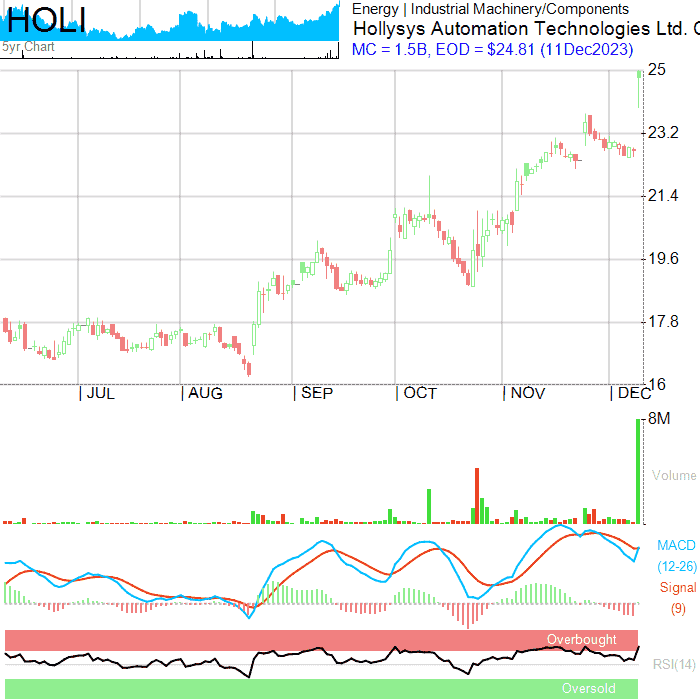 HOLI
5yr Chart
Energy | Industrial Machinery/Components
Hollysys Automation Technologies Ltd.
MC = 1.5B, EOD = $24.81 (11Dec2023)
25
23.2
21.4
19.6
17.8
16
| JUL | AUG | SEP | OCT | NOV | DEC
8M
Volume
MACD
(12-26)
Signal
(9)
Overbought
RSI(14)
Oversold